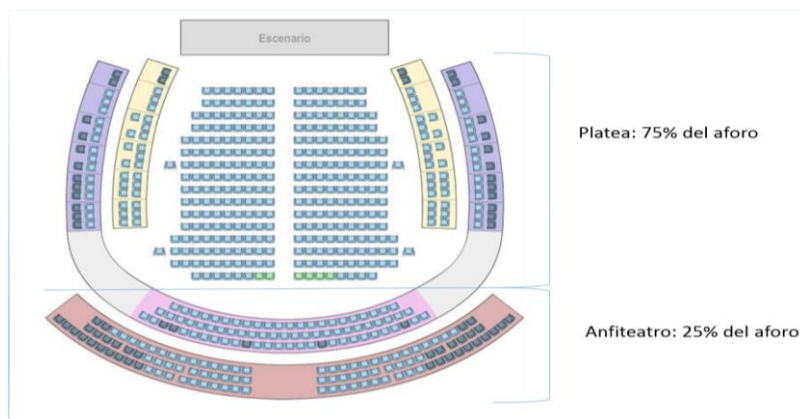 Escenario
Platea: 75% del aforo
Anfiteatro: 25% del aforo